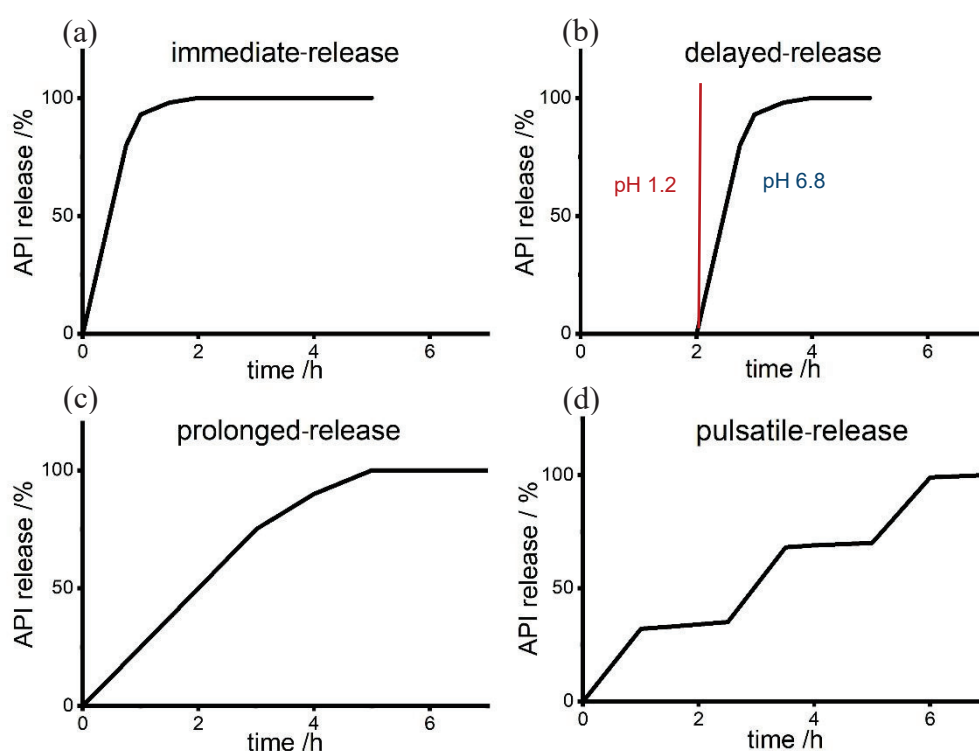 (a)
immediate-release
API release /%
100
50
0
0
2
4
6
time /h
(b)
delayed-release
API release /%
100
50
0
pH 1.2
pH 6.8
0
2
4
6
time /h
(c)
prolonged-release
API release /%
100
50
0
0
2
4
6
time /h
(d)
pulsatile-release
API release / %
100
50
0
0
2
4
6
time /h